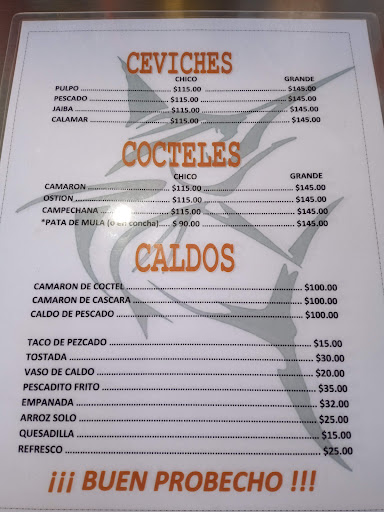 CEVICHES
CHICO GRANDE
PULPO ........ $115.00 ........ $145.00
PESCADO ........ $115.00 ........ $145.00
JAIBA ........ $115.00 ........ $145.00
CALAMAR ........ $115.00 ........ $145.00
COCTELES
CHICO GRANDE
CAMARON ........ $115.00 ........ $145.00
OSTION ........ $115.00 ........ $145.00
CAMPECHANA ........ $115.00 ........ $145.00
*PATA DE MULA (o en concha)..... $ 90.00 ........ $145.00
CALDOS
CAMARON DE COCTEL ........ $100.00
CAMARON DE CASCARA ........ $100.00
CALDO DE PESCADO ........ $100.00
TACO DE PEZCADO ........ $15.00
TOSTADA ........ $30.00
VASO DE CALDO ........ $20.00
PESCADITO FRITO ........ $35.00
EMPANADA ........ $32.00
ARROZ SOLO ........ $25.00
QUESADILLA ........ $15.00
REFRESCO ........ $25.00
¡¡¡ BUEN PROBECHO !!!